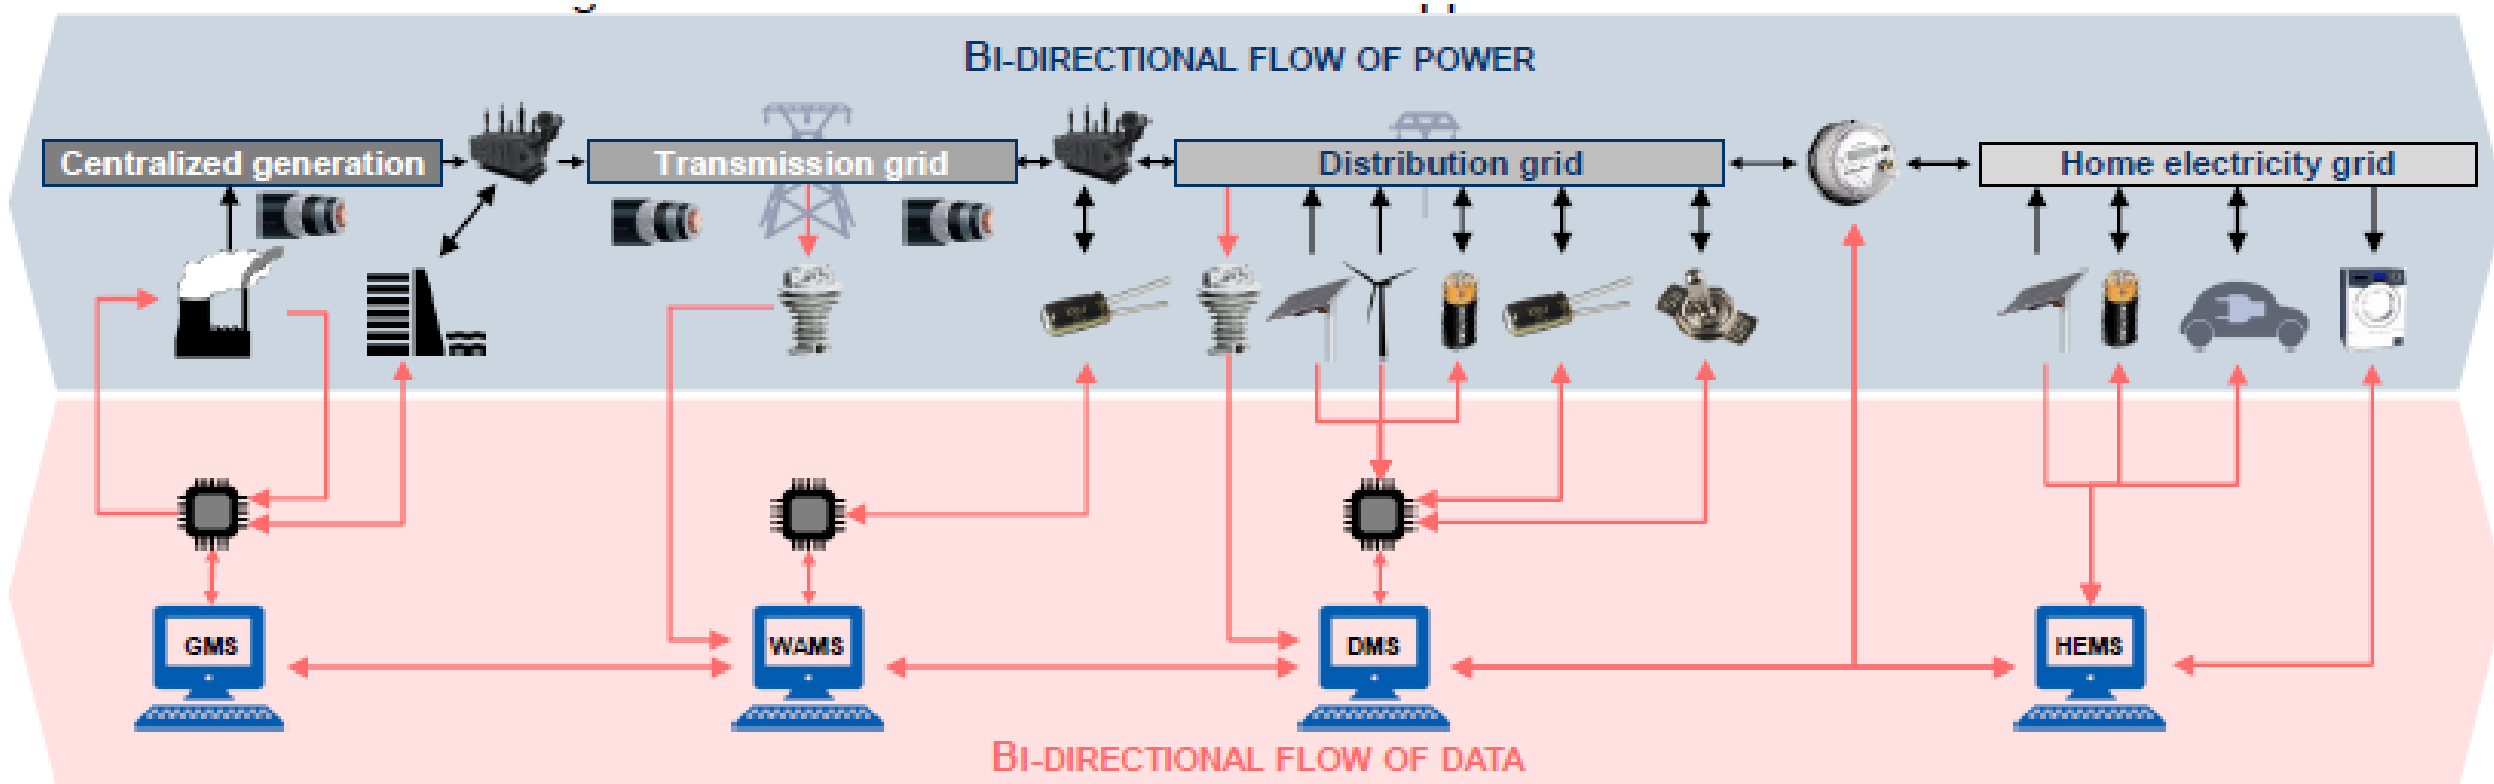 BI-DIRECTIONAL FLOW OF POWER
Centralized generation
Transmission grid
Distribution grid
Home electricity grid
GMS
WAMS
DMS
HEMS
BI-DIRECTIONAL FLOW OF DATA